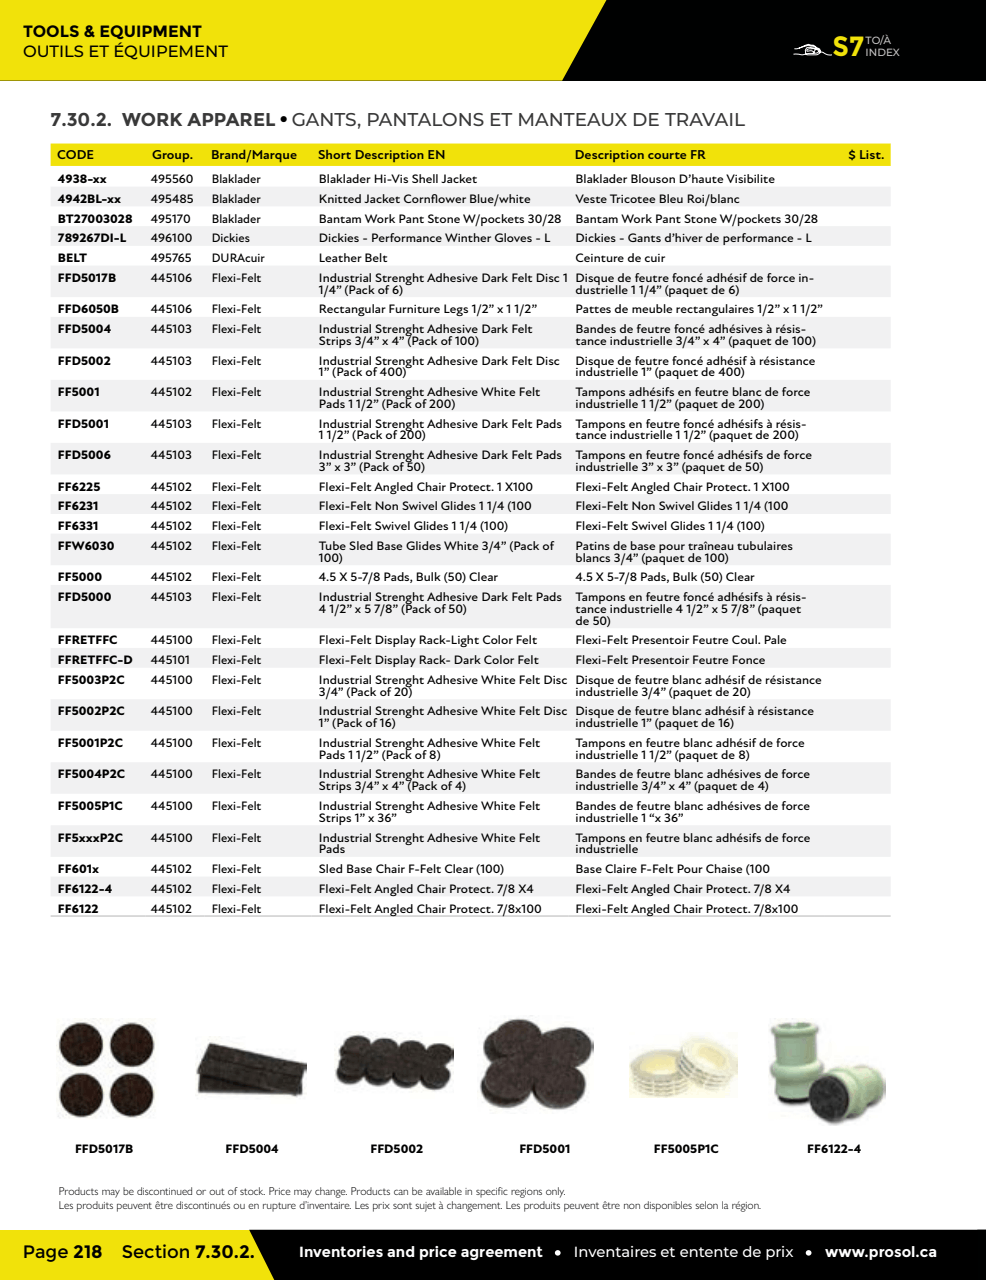 TOOLS & EQUIPMENT
OUTILS ET ÉQUIPEMENT
S7 TO/À INDEX
7.30.2. WORK APPAREL • GANTS, PANTALONS ET MANTEAUX DE TRAVAIL
CODE Group. Brand/Marque Short Description EN Description courte FR $ List.
4938-xx 495560 Blaklader Blaklader Hi-Vis Shell Jacket Blaklader Blouson D’haute Visibilite
4942BL-xx 495485 Blaklader Knitted Jacket Cornflower Blue/white Veste Tricotee Bleu Roi/blanc
BT27003028 495170 Blaklader Bantam Work Pant Stone W/pockets 30/28 Bantam Work Pant Stone W/pockets 30/28
789267DI-L 496100 Dickies Dickies - Performance Winther Gloves - L Dickies - Gants d’hiver de performance - L
BELT 495765 DURAcuir Leather Belt Ceinture de cuir
FFD5017B 445106 Flexi-Felt Industrial Strenght Adhesive Dark Felt Disc 1 Disque de feutre foncé adhésif de force in-
1/4” (Pack of 6) dustrielle 1 1/4” (paquet de 6)
FFD6050B 445106 Flexi-Felt Rectangular Furniture Legs 1/2” x 1 1/2” Pattes de meuble rectangulaires 1/2” x 1 1/2”
FFD5004 445103 Flexi-Felt Industrial Strenght Adhesive Dark Felt Bandes de feutre foncé adhésives à résis-
Strips 3/4” x 4” (Pack of 100) tance industrielle 3/4” x 4” (paquet de 100)
FFD5002 445103 Flexi-Felt Industrial Strenght Adhesive Dark Felt Disc Disque de feutre foncé adhésif à résistance
1” (Pack of 400) industrielle 1” (paquet de 400)
FF5001 445102 Flexi-Felt Industrial Strenght Adhesive White Felt Tampons adhésifs en feutre blanc de force
Pads 1 1/2” (Pack of 200) industrielle 1 1/2” (paquet de 200)
FFD5001 445103 Flexi-Felt Industrial Strenght Adhesive Dark Felt Pads Tampons en feutre foncé adhésifs à résis-
1 1/2” (Pack of 200) tance industrielle 1 1/2” (paquet de 200)
FFD5006 445103 Flexi-Felt Industrial Strenght Adhesive Dark Felt Pads Tampons en feutre foncé adhésifs de force
3” x 3” (Pack of 50) industrielle 3” x 3” (paquet de 50)
FF6225 445102 Flexi-Felt Flexi-Felt Angled Chair Protect. 1 X100 Flexi-Felt Angled Chair Protect. 1 X100
FF6231 445102 Flexi-Felt Flexi-Felt Non Swivel Glides 1 1/4 (100 Flexi-Felt Non Swivel Glides 1 1/4 (100
FF6331 445102 Flexi-Felt Flexi-Felt Swivel Glides 1 1/4 (100) Flexi-Felt Swivel Glides 1 1/4 (100)
FFW6030 445102 Flexi-Felt Tube Sled Base Glides White 3/4” (Pack of Patins de base pour traîneau tubulaires
100) blancs 3/4” (paquet de 100)
FF5000 445102 Flexi-Felt 4.5 X 5-7/8 Pads, Bulk (50) Clear 4.5 X 5-7/8 Pads, Bulk (50) Clear
FFD5000 445103 Flexi-Felt Industrial Strenght Adhesive Dark Felt Pads Tampons en feutre foncé adhésifs à résis-
4 1/2” x 5 7/8” (Pack of 50) tance industrielle 4 1/2” x 5 7/8” (paquet
de 50)
FFRETFFC 445100 Flexi-Felt Flexi-Felt Display Rack-Light Color Felt Flexi-Felt Presentoir Feutre Coul. Pale
FFRETFFC-D 445101 Flexi-Felt Flexi-Felt Display Rack- Dark Color Felt Flexi-Felt Presentoir Feutre Fonce
FF5003P2C 445100 Flexi-Felt Industrial Strenght Adhesive White Felt Disc Disque de feutre blanc adhésif de résistance
3/4” (Pack of 20) industrielle 3/4” (paquet de 20)
FF5002P2C 445100 Flexi-Felt Industrial Strenght Adhesive White Felt Disc Disque de feutre blanc adhésif à résistance
1” (Pack of 16) industrielle 1” (paquet de 16)
FF5001P2C 445100 Flexi-Felt Industrial Strenght Adhesive White Felt Tampons en feutre blanc adhésif de force
Pads 1 1/2” (Pack of 8) industrielle 1 1/2” (paquet de 8)
FF5004P2C 445100 Flexi-Felt Industrial Strenght Adhesive White Felt Bandes de feutre blanc adhésives de force
Strips 3/4” x 4” (Pack of 4) industrielle 3/4” x 4” (paquet de 4)
FF5005P1C 445100 Flexi-Felt Industrial Strenght Adhesive White Felt Bandes de feutre blanc adhésives de force
Strips 1” x 36” industrielle 1 “x 36”
FF5xxxP2C 445100 Flexi-Felt Industrial Strenght Adhesive White Felt Tampons en feutre blanc adhésifs de force
Pads industrielle
FF601x 445102 Flexi-Felt Sled Base Chair F-Felt Clear (100) Base Claire F-Felt Pour Chaise (100
FF6122-4 445102 Flexi-Felt Flexi-Felt Angled Chair Protect. 7/8 X4 Flexi-Felt Angled Chair Protect. 7/8 X4
FF6122 445102 Flexi-Felt Flexi-Felt Angled Chair Protect. 7/8x100 Flexi-Felt Angled Chair Protect. 7/8x100
FFD5017B FFD5004 FFD5002 FFD5001 FF5005P1C FF6122-4
Products may be discontinued or out of stock. Price may change. Products can be available in specific regions only.
Les produits peuvent être discontinués ou en rupture d’inventaire. Les prix sont sujet à changement. Les produits peuvent être non disponibles selon la région.
Page 218 Section 7.30.2. Inventories and price agreement • Inventaires et entente de prix • www.prosol.ca